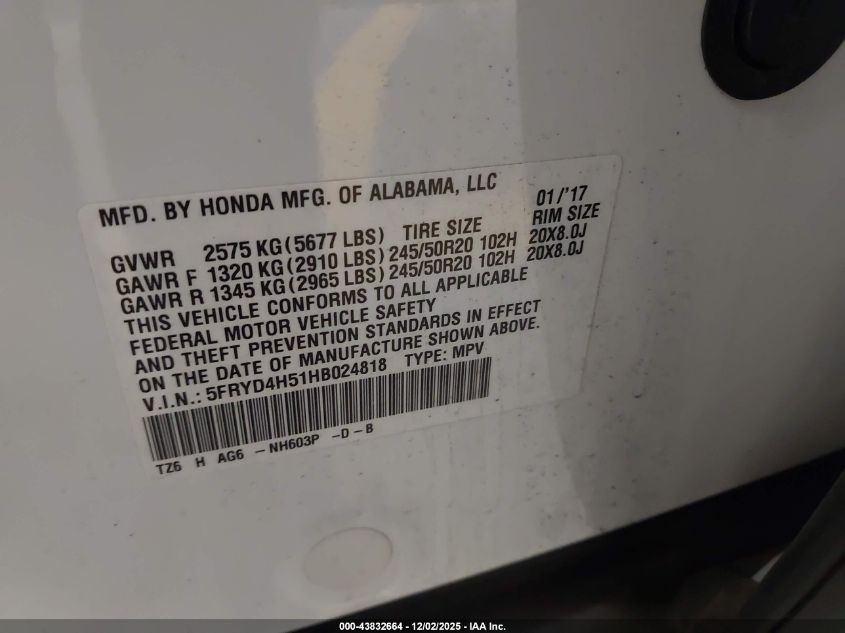 MFD. BY HONDA MFG. OF ALABAMA, LLC 01/'17
GVWR 2575 KG(5677 LBS) TIRE SIZE RIM SIZE
GAWR F 1320 KG(2910 LBS) 245/50R20 102H 20X8.0J
GAWR R 1345 KG(2965 LBS) 245/50R20 102H 20X8.0J
THIS VEHICLE CONFORMS TO ALL APPLICABLE
FEDERAL MOTOR VEHICLE SAFETY
AND THEFT PREVENTION STANDARDS IN EFFECT
ON THE DATE OF MANUFACTURE SHOWN ABOVE.
V.I.N.: 5FRYD4H51HB024818 TYPE: MPV
TZ6 H AG6 -NH603P -D-B
000-43832664 - 12/02/2025 - IAA Inc.